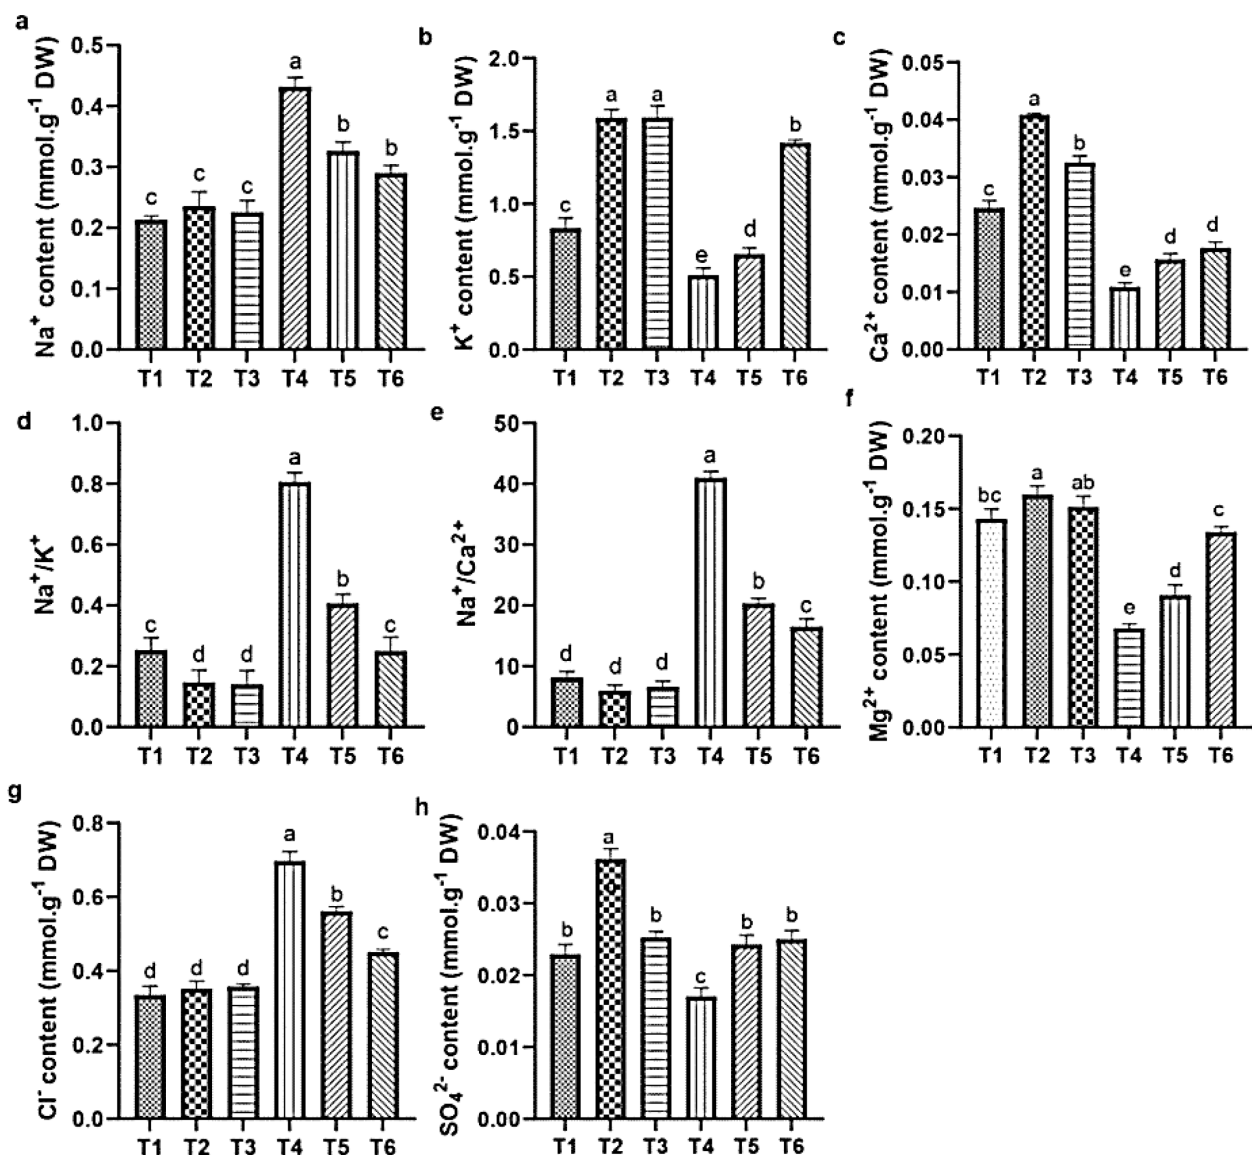 a
Na⁺ content (mmol.g⁻¹ DW)
0.5
0.4
0.3
0.2
0.1
0.0
c c c a b b
T1 T2 T3 T4 T5 T6
b
K⁺ content (mmol.g⁻¹ DW)
2.0
1.5
1.0
0.5
0.0
c a a e d b
T1 T2 T3 T4 T5 T6
c
Ca²⁺ content (mmol.g⁻¹ DW)
0.05
0.04
0.03
0.02
0.01
0.00
c a b e d d
T1 T2 T3 T4 T5 T6
d
Na⁺/K⁺
1.0
0.8
0.6
0.4
0.2
0.0
c d d a b c
T1 T2 T3 T4 T5 T6
e
Na⁺/Ca²⁺
50
40
30
20
10
0
d d d a b c
T1 T2 T3 T4 T5 T6
f
Mg²⁺ content (mmol.g⁻¹ DW)
0.20
0.15
0.10
0.05
0.00
bc a ab e d c
T1 T2 T3 T4 T5 T6
g
Cl⁻ content (mmol.g⁻¹ DW)
0.8
0.6
0.4
0.2
0.0
d d d a b c
T1 T2 T3 T4 T5 T6
h
SO₄²⁻ content (mmol.g⁻¹ DW)
0.04
0.03
0.02
0.01
0.00
b a b c b b
T1 T2 T3 T4 T5 T6